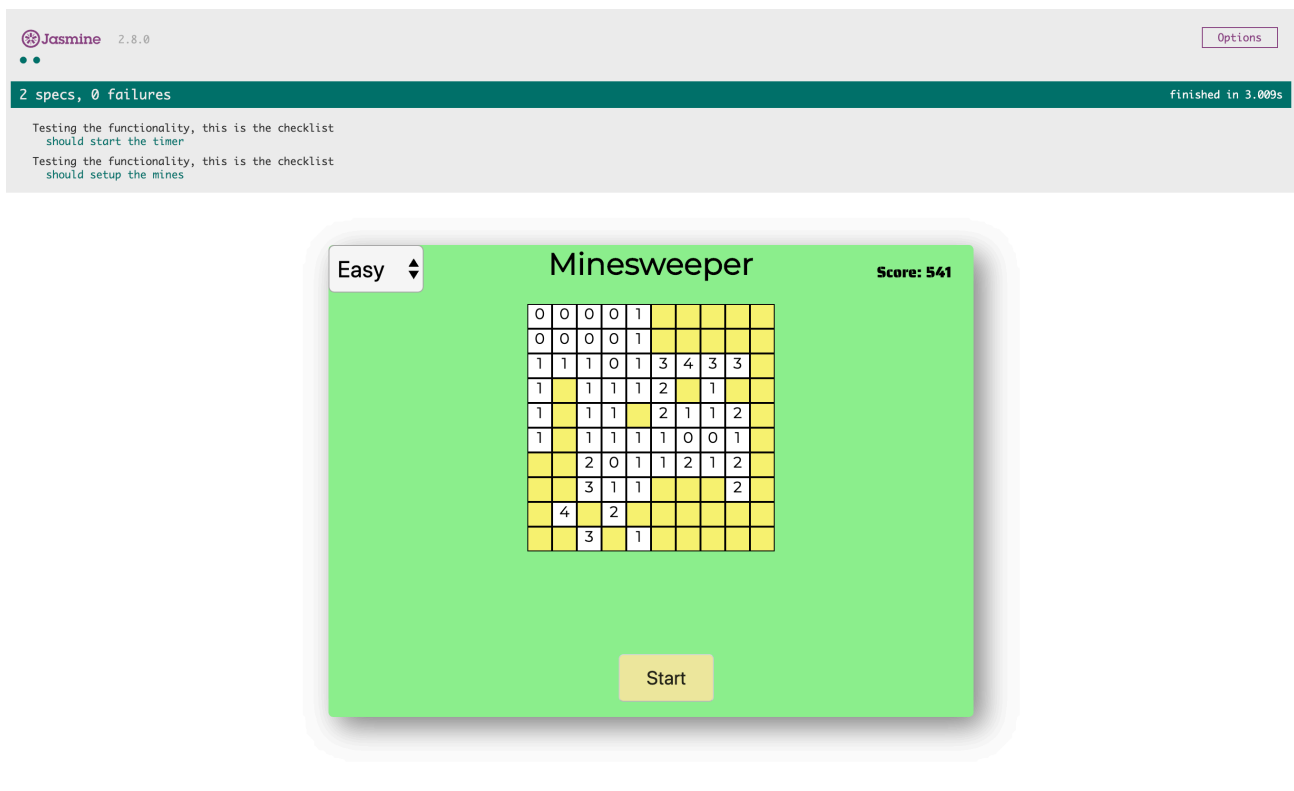 Jasmine 2.8.0
Options
2 specs, 0 failures
finished in 3.009s
Testing the functionality, this is the checklist
should start the timer
Testing the functionality, this is the checklist
should setup the mines
Easy
Minesweeper
Score: 541
0 0 0 0 1
0 0 0 0 1
1 1 1 0 1 3 4 3 3
1 1 1 1 2 1
1 1 1 2 1 1 2
1 1 1 1 1 0 0 1
2 0 1 1 2 1 2
3 1 1 2
4 2
3 1
Start